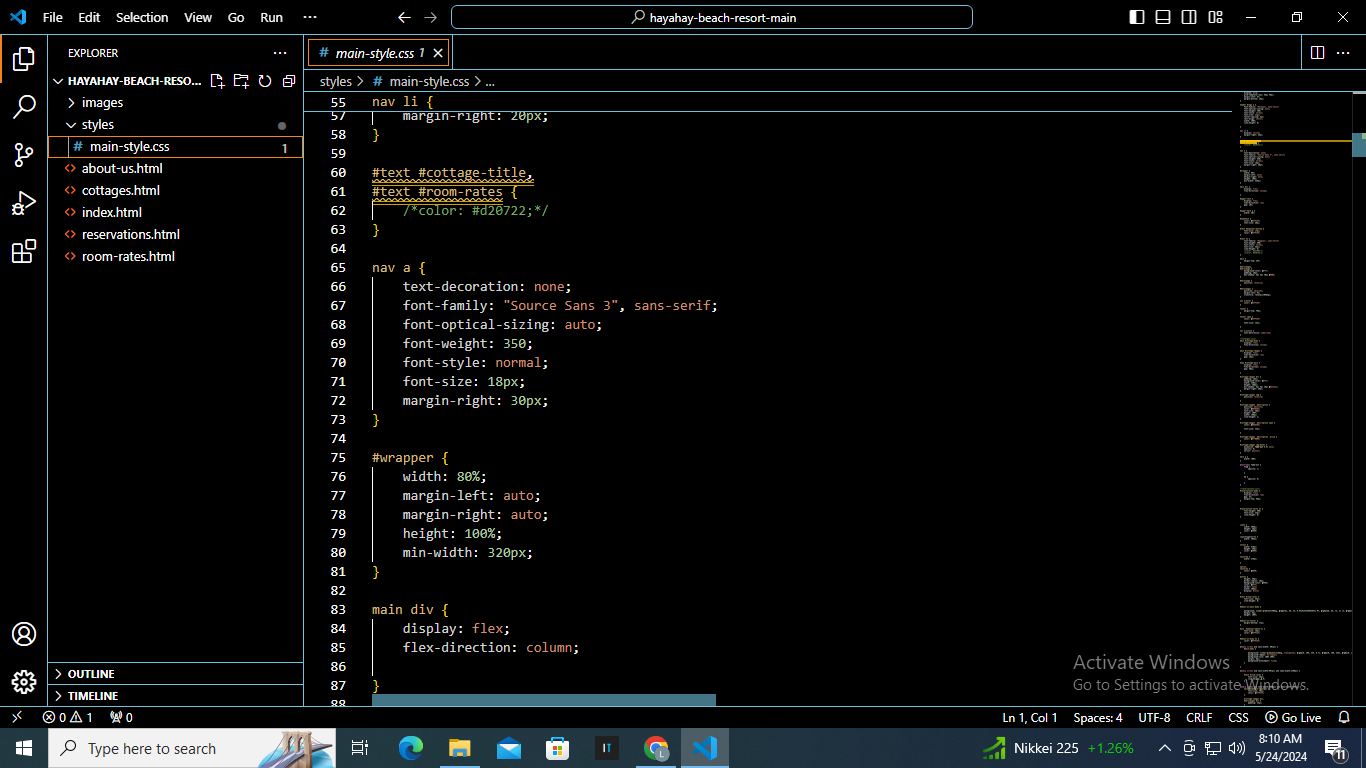 File Edit Selection View Go Run ···
hayahay-beach-resort-main
EXPLORER
HAYAHAY-BEACH-RESO...
images
styles
# main-style.css 1
<> about-us.html
<> cottages.html
<> index.html
<> reservations.html
<> room-rates.html
OUTLINE
TIMELINE
# main-style.css 1
styles > # main-style.css > ...
55 nav li {
57 margin-right: 20px;
58 }
59
60 #text #cottage-title,
61 #text #room-rates {
62 /*color: #d20722;*/
63 }
64
65 nav a {
66 text-decoration: none;
67 font-family: "Source Sans 3", sans-serif;
68 font-optical-sizing: auto;
69 font-weight: 350;
70 font-style: normal;
71 font-size: 18px;
72 margin-right: 30px;
73 }
74
75 #wrapper {
76 width: 80%;
77 margin-left: auto;
78 margin-right: auto;
79 height: 100%;
80 min-width: 320px;
81 }
82
83 main div {
84 display: flex;
85 flex-direction: column;
86
87 }
88
Activate Windows
Go to Settings to activate Windows.
0 1 0
Ln 1, Col 1 Spaces: 4 UTF-8 CRLF CSS Go Live
Type here to search
IT
L
Nikkei 225 +1.26%
8:10 AM
5/24/2024
11